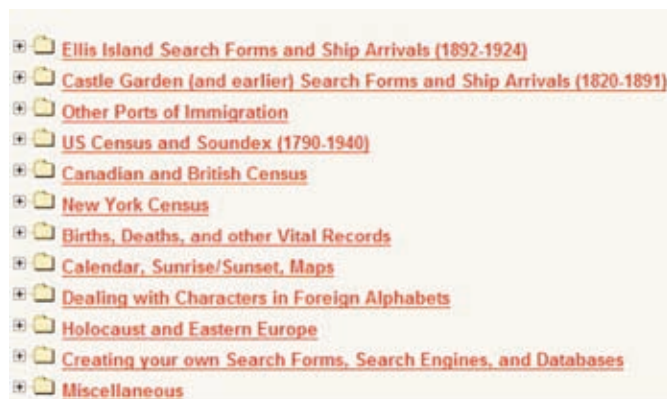 Ellis Island Search Forms and Ship Arrivals (1892-1924)
Castle Garden (and earlier) Search Forms and Ship Arrivals (1820-1891)
Other Ports of Immigration
US Census and Soundex (1790-1940)
Canadian and British Census
New York Census
Births, Deaths, and other Vital Records
Calendar, Sunrise/Sunset, Maps
Dealing with Characters in Foreign Alphabets
Holocaust and Eastern Europe
Creating your own Search Forms, Search Engines, and Databases
Miscellaneous